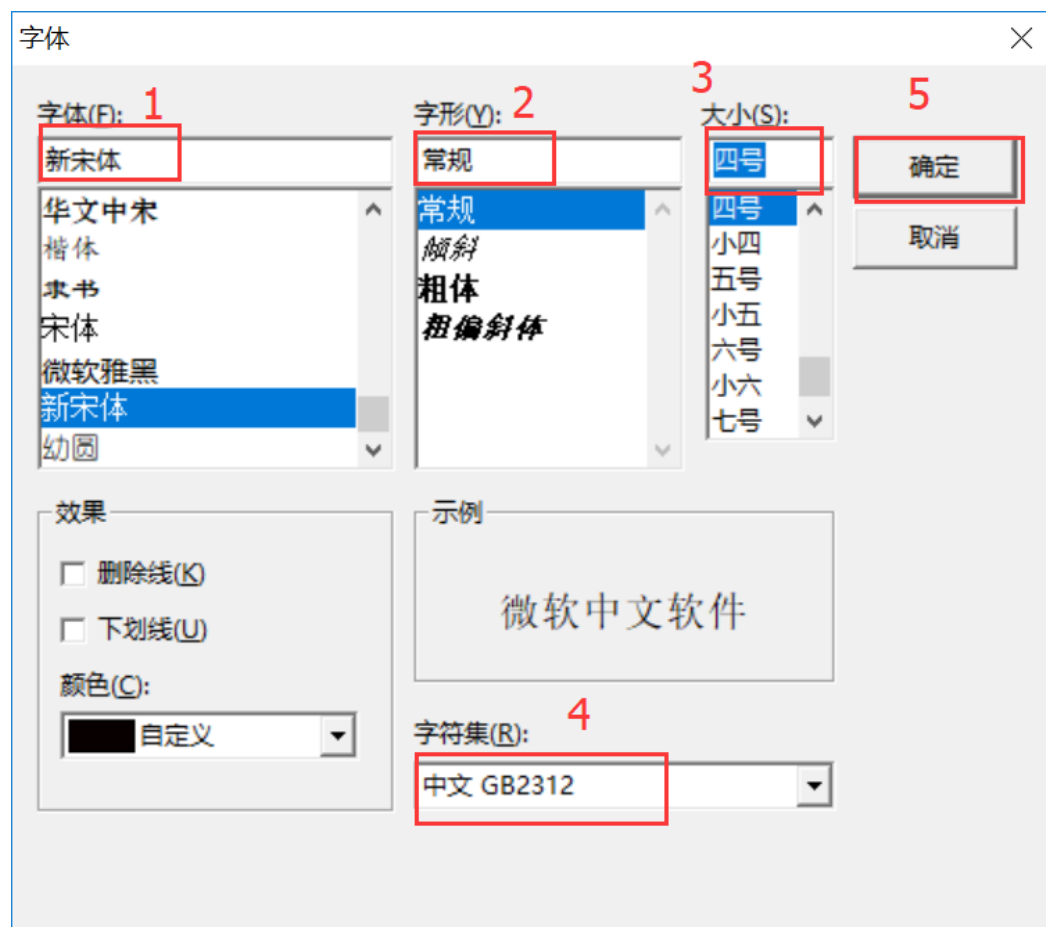 字体
1
2
3
5
字体(F):
字形(Y):
大小(S):
新宋体
常规
四号
确定
华文中宋
楷体
隶书
宋体
微软雅黑
新宋体
幼圆
常规
倾斜
粗体
粗偏斜体
四号
小四
五号
小五
六号
小六
七号
取消
效果
删除线(K)
下划线(U)
颜色(C):
自定义
示例
微软中文软件
4
字符集(R):
中文 GB2312